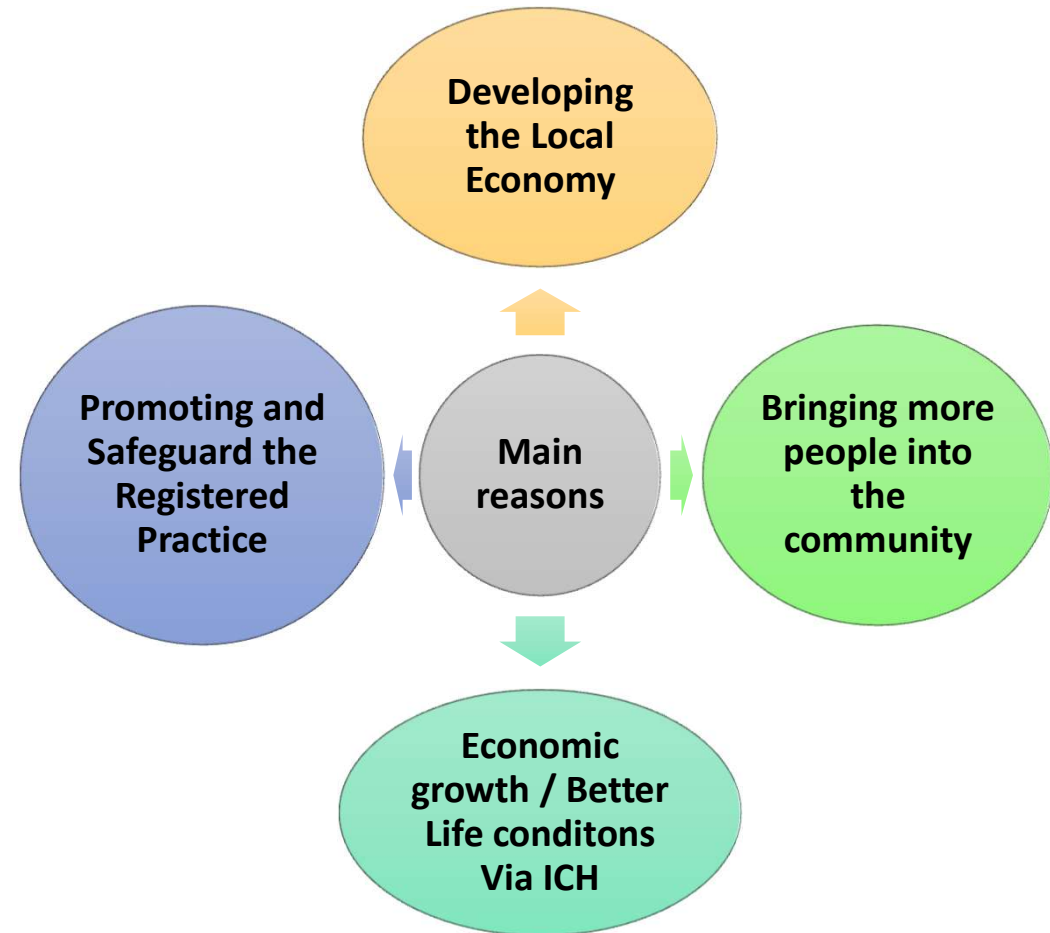 Developing
the Local
Economy
Promoting and
Safeguard the
Registered
Practice
Main
reasons
Bringing more
people into
the
community
Economic
growth / Better
Life conditons
Via ICH